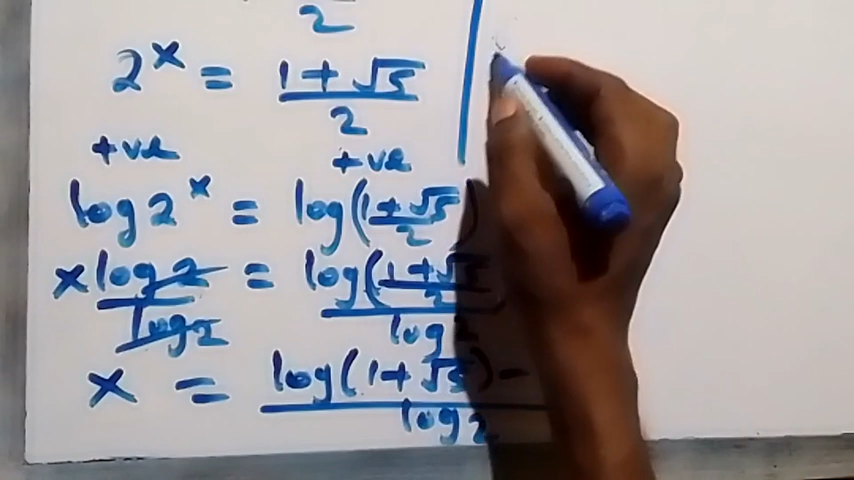 2
2^x = 1 + √5
2
+ve +ve
log 2^x = log(1 + √5
2 )
x log 2 = log(1 + √5
2
log 2 log
x = log(1 + √5) -
log 2